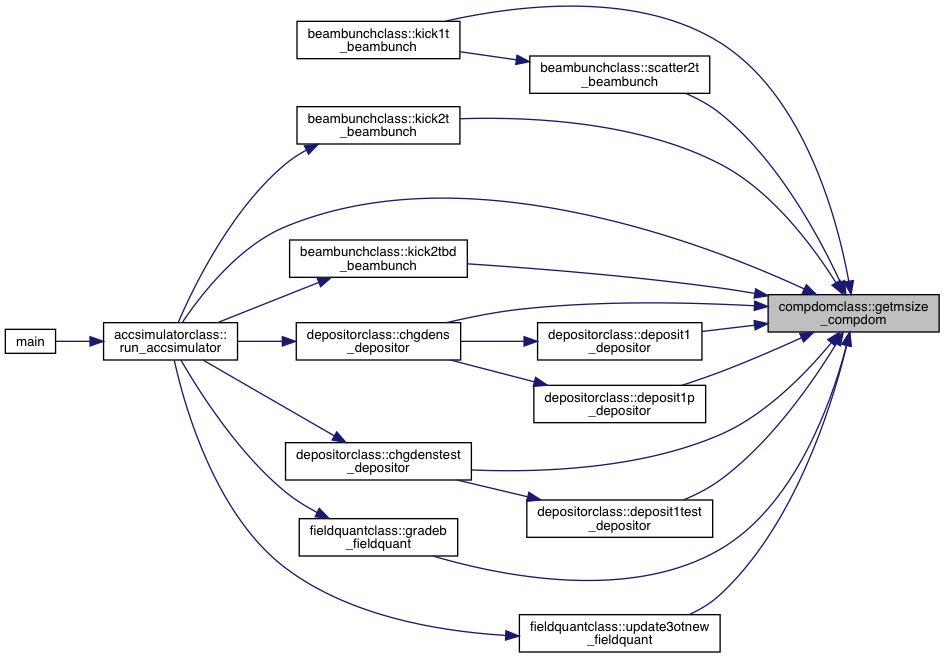 beambunchclass::kick1t
_beambunch
beambunchclass::scatter2t
_beambunch
beambunchclass::kick2t
_beambunch
beambunchclass::kick2tbd
_beambunch
compdomclass::getmsize
_compdom
main
accsimulatorclass::
run_accsimulator
depositorclass::chgdens
_depositor
depositorclass::deposit1
_depositor
depositorclass::deposit1p
_depositor
depositorclass::chgdenstest
_depositor
depositorclass::deposit1test
_depositor
fieldquantclass::gradeb
_fieldquant
fieldquantclass::update3otnew
_fieldquant